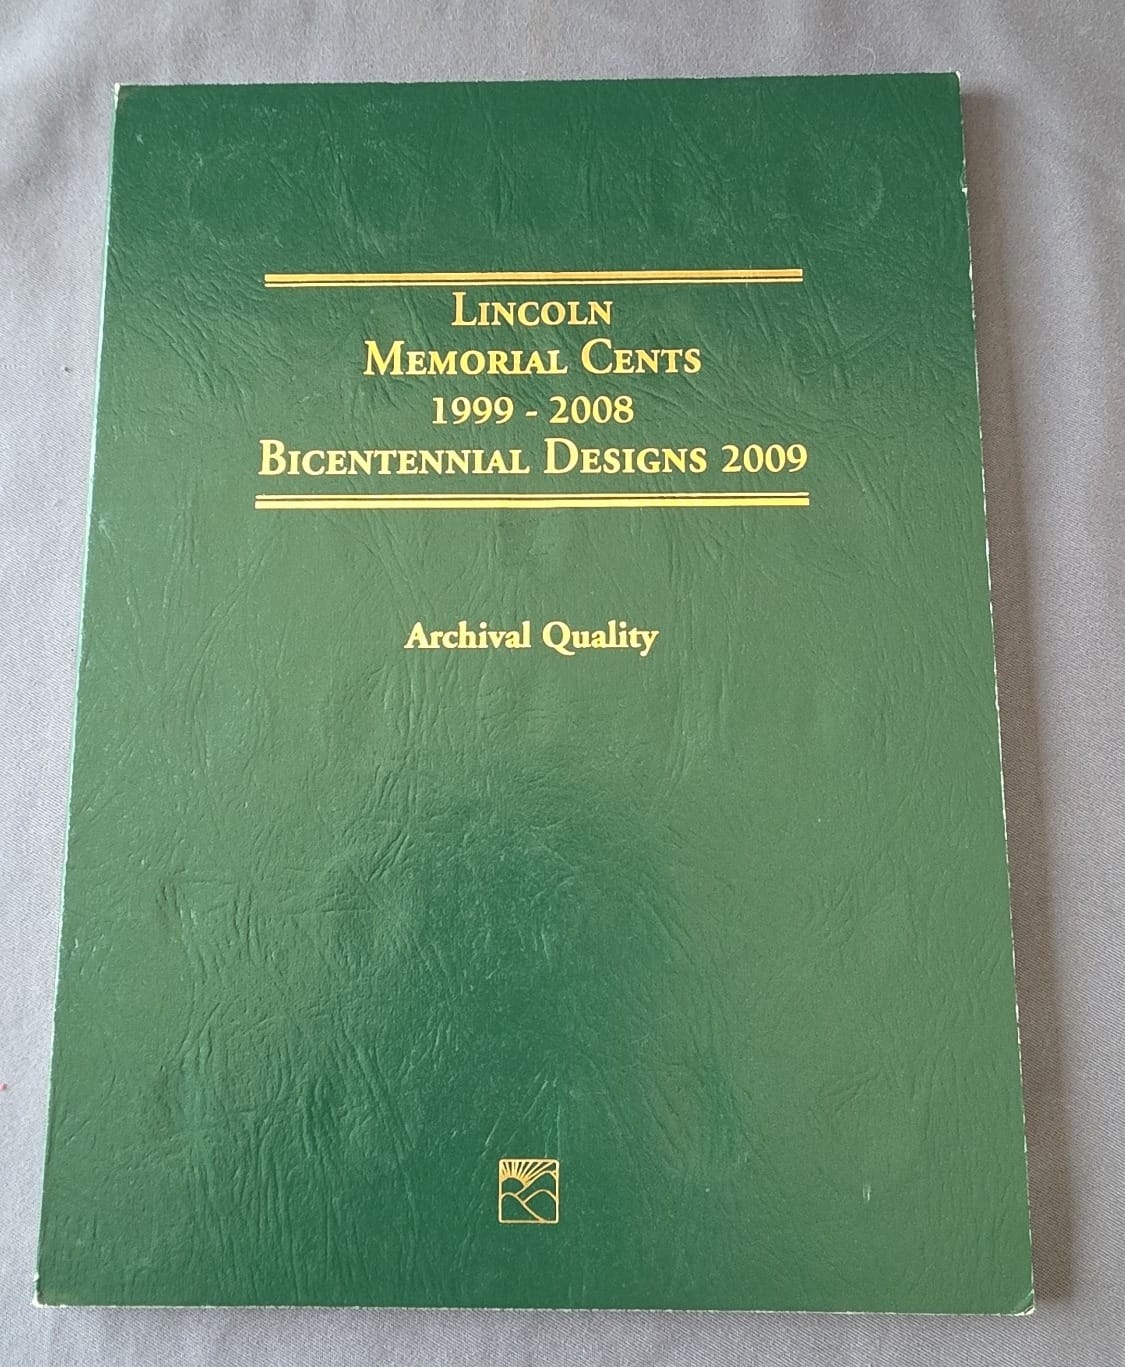 LINCOLN
MEMORIAL CENTS
1999 - 2008
BICENTENNIAL DESIGNS 2009
Archival Quality